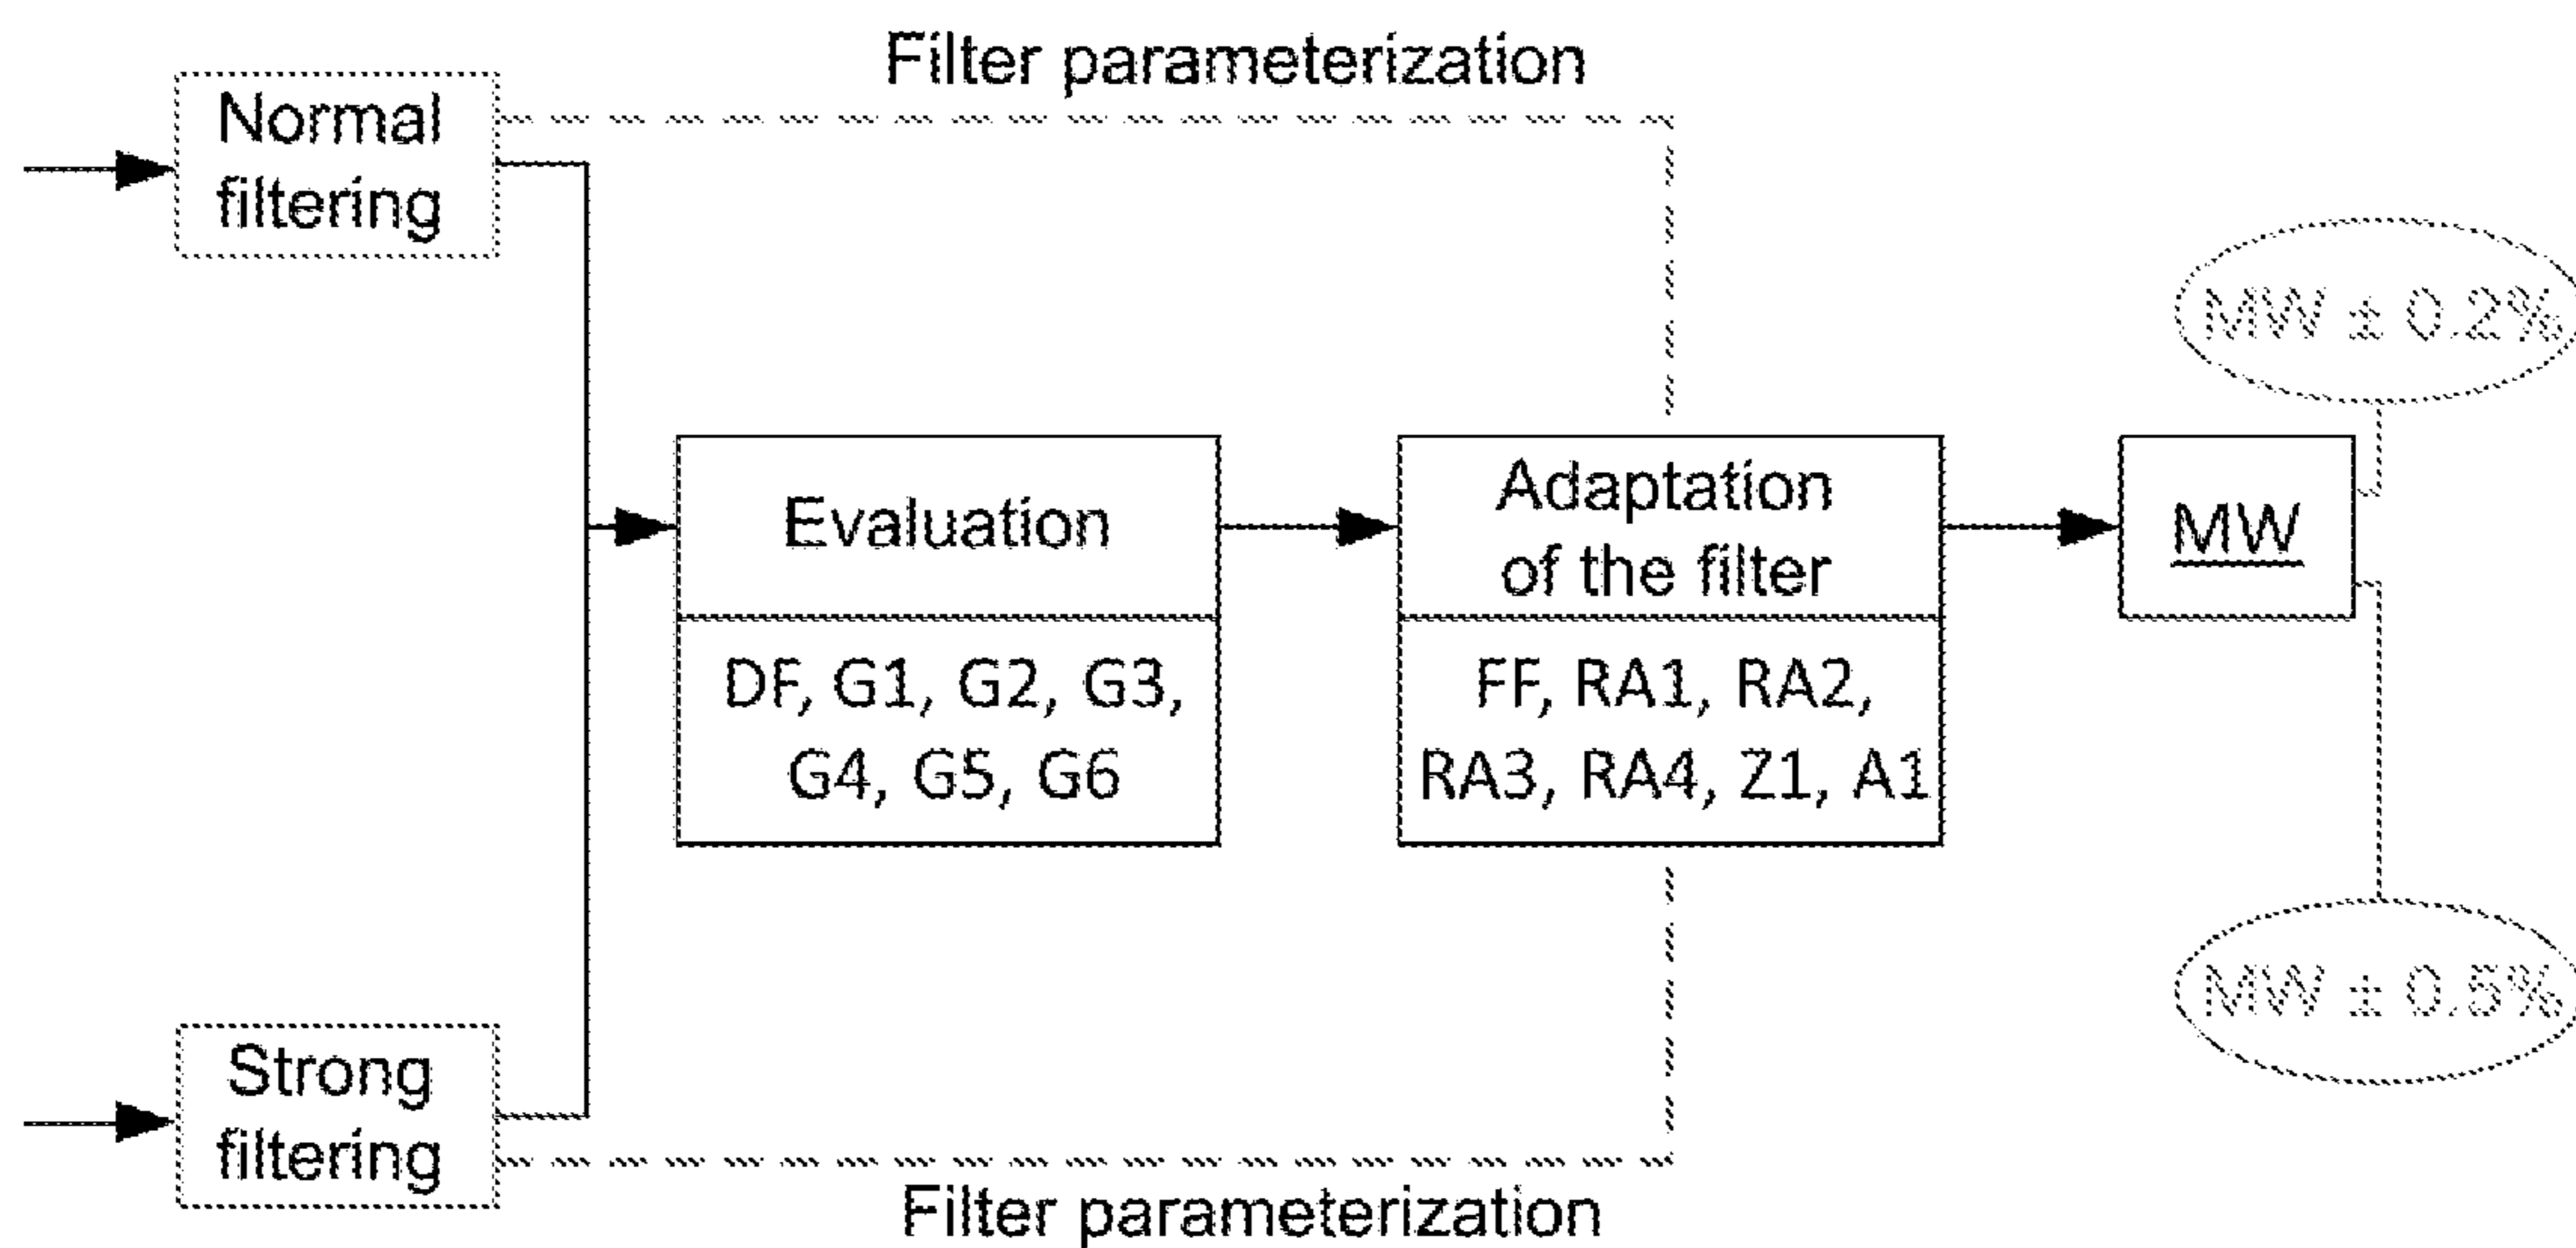 Filter parameterization
Normal
filtering
MW ± 0.2%
Evaluation
DF, G1, G2, G3,
G4, G5, G6
Adaptation
of the filter
FF, RA1, RA2,
RA3, RA4, Z1, A1
MW
MW ± 0.5%
Strong
filtering
Filter parameterization